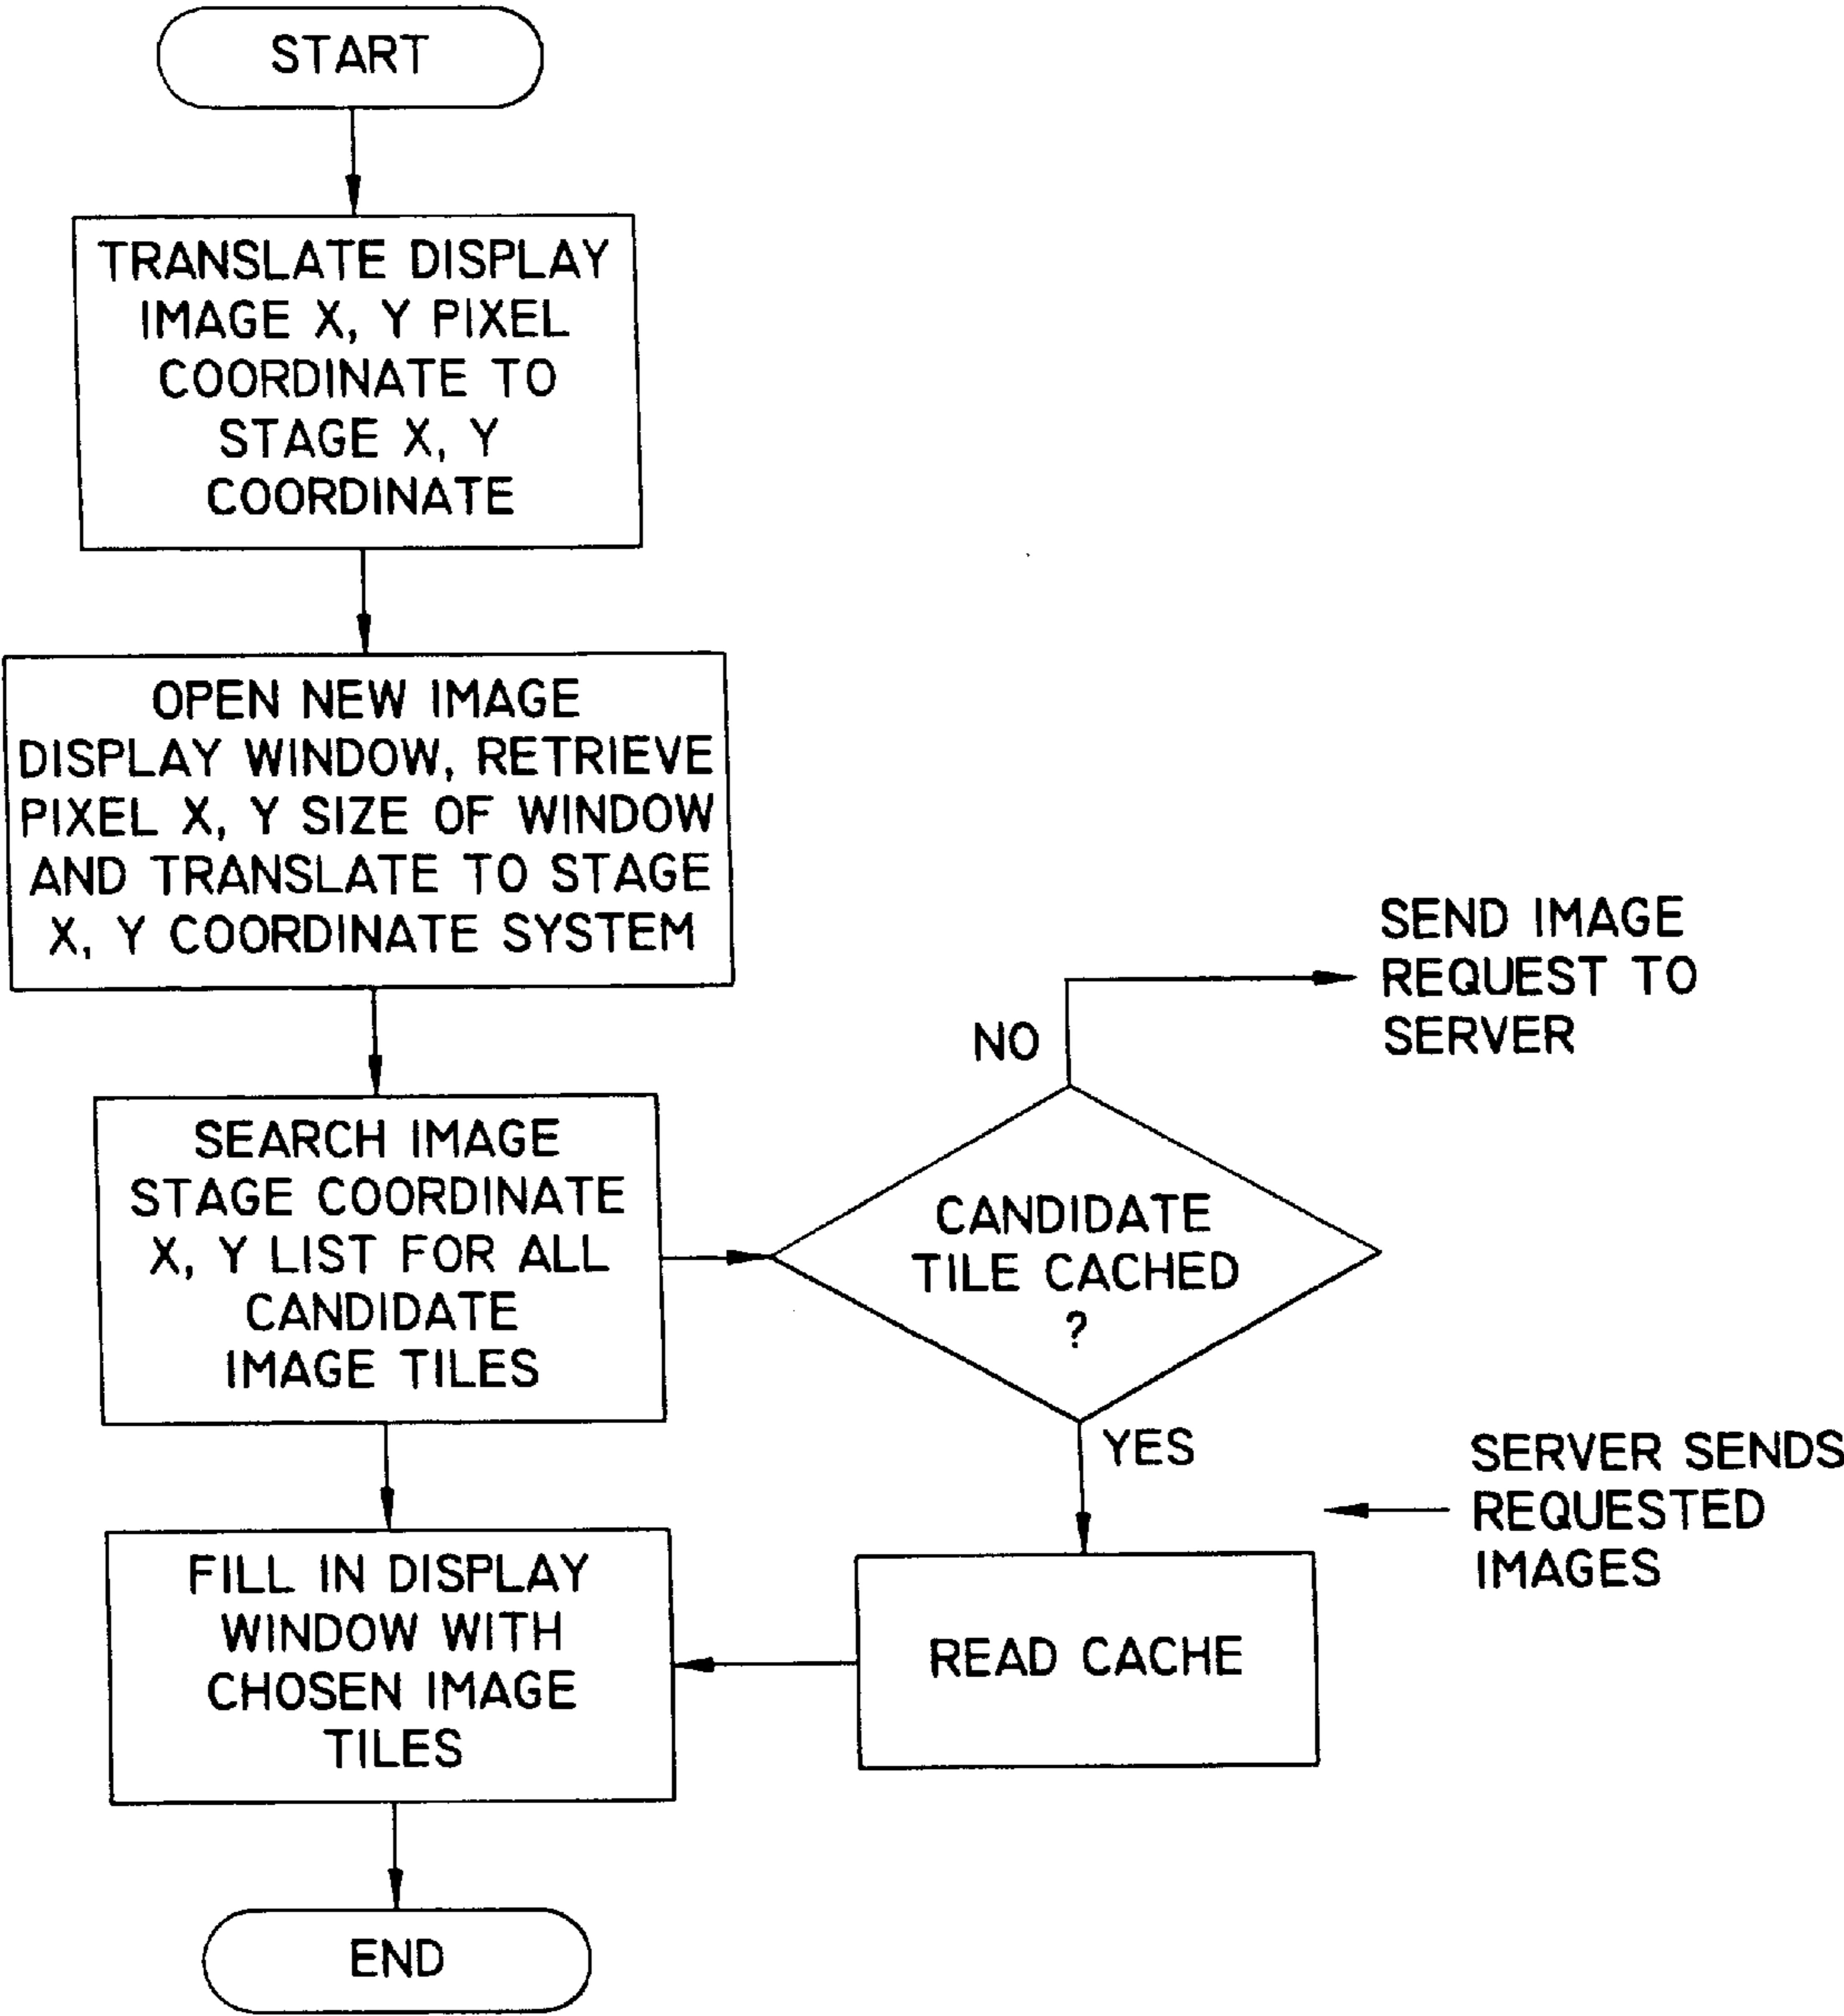 START
TRANSLATE DISPLAY
IMAGE X, Y PIXEL
COORDINATE TO
STAGE X, Y
COORDINATE
OPEN NEW IMAGE
DISPLAY WINDOW, RETRIEVE
PIXEL X, Y SIZE OF WINDOW
AND TRANSLATE TO STAGE
X, Y COORDINATE SYSTEM
SEARCH IMAGE
STAGE COORDINATE
X, Y LIST FOR ALL
CANDIDATE
IMAGE TILES
CANDIDATE
TILE CACHED
?
NO
SEND IMAGE
REQUEST TO
SERVER
YES
SERVER SENDS
REQUESTED
IMAGES
READ CACHE
FILL IN DISPLAY
WINDOW WITH
CHOSEN IMAGE
TILES
END